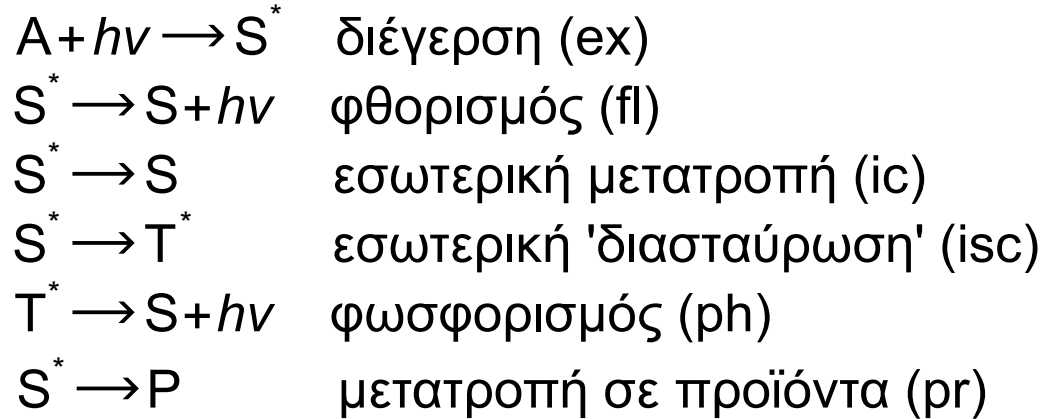 A + hν ⟶ S* διέγερση (ex)
S* ⟶ S + hν φθορισμός (fl)
S* ⟶ S εσωτερική μετατροπή (ic)
S* ⟶ T* εσωτερική 'διασταύρωση' (isc)
T* ⟶ S + hν φωσφορισμός (ph)
S* ⟶ P μετατροπή σε προϊόντα (pr)